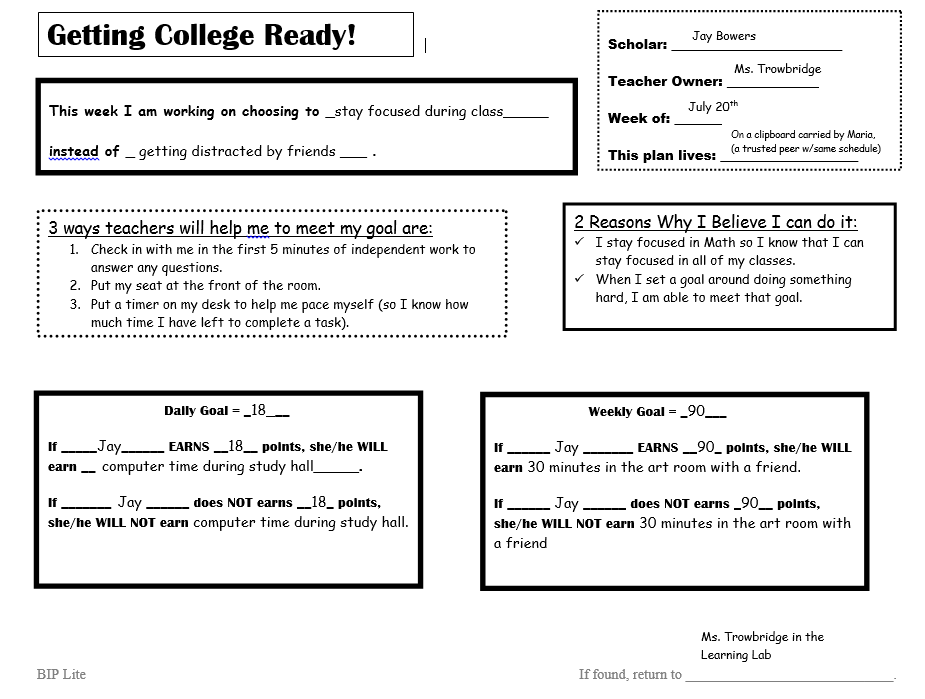 Getting College Ready!
Scholar: Jay Bowers
Teacher Owner: Ms. Trowbridge
Week of: July 20th
On a clipboard carried by Maria,
This plan lives: (a trusted peer w/same schedule)
This week I am working on choosing to _stay focused during class______
instead of _ getting distracted by friends ___ .
3 ways teachers will help me to meet my goal are:
1. Check in with me in the first 5 minutes of independent work to
answer any questions.
2. Put my seat at the front of the room.
3. Put a timer on my desk to help me pace myself (so I know how
much time I have left to complete a task).
2 Reasons Why I Believe I can do it:
✓ I stay focused in Math so I know that I can
stay focused in all of my classes.
✓ When I set a goal around doing something
hard, I am able to meet that goal.
Daily Goal = _18___
If _____Jay______ EARNS __18__ points, she/he WILL
earn __ computer time during study hall______.
If _______ Jay ______ does NOT earns __18_ points,
she/he WILL NOT earn computer time during study hall.
Weekly Goal = _90___
If ______ Jay _______ EARNS __90_ points, she/he WILL
earn 30 minutes in the art room with a friend.
If ______ Jay ______ does NOT earns _90__ points,
she/he WILL NOT earn 30 minutes in the art room with
a friend
Ms. Trowbridge in the
Learning Lab
BIP Lite
If found, return to __________________________.